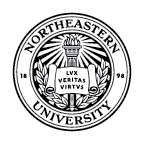 NORTHEASTERN
18 98
LVX
VERITAS
VIRTVS
UNIVERSITY